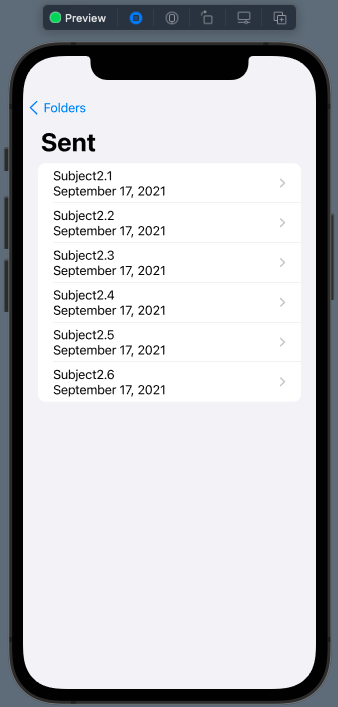 Preview
Folders
Sent
Subject2.1
September 17, 2021
Subject2.2
September 17, 2021
Subject2.3
September 17, 2021
Subject2.4
September 17, 2021
Subject2.5
September 17, 2021
Subject2.6
September 17, 2021